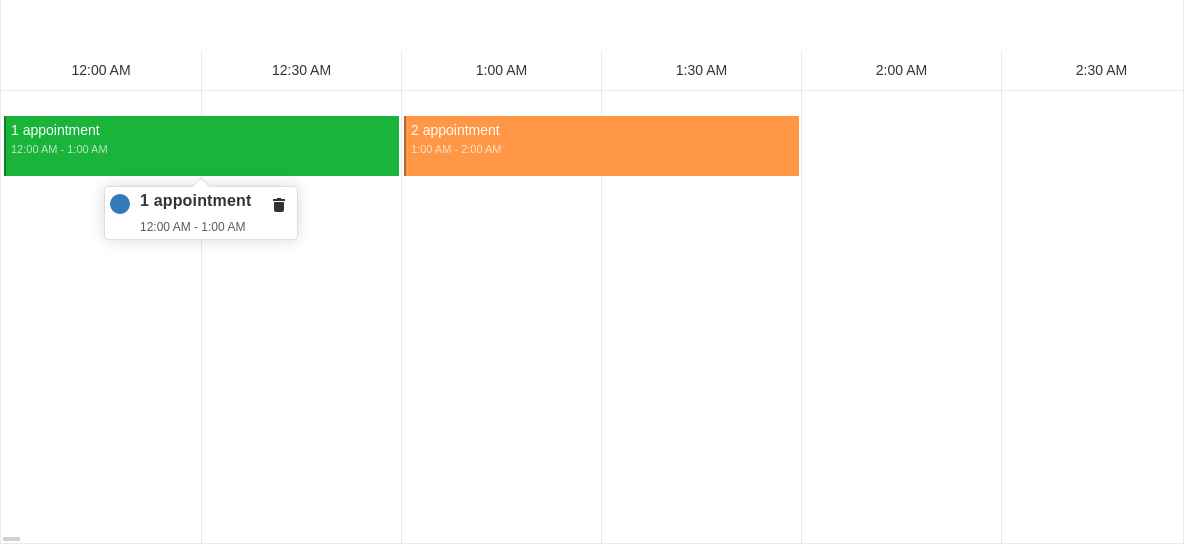 12:00 AM
12:30 AM
1:00 AM
1:30 AM
2:00 AM
2:30 AM
1 appointment
12:00 AM - 1:00 AM
2 appointment
1:00 AM - 2:00 AM
1 appointment
12:00 AM - 1:00 AM